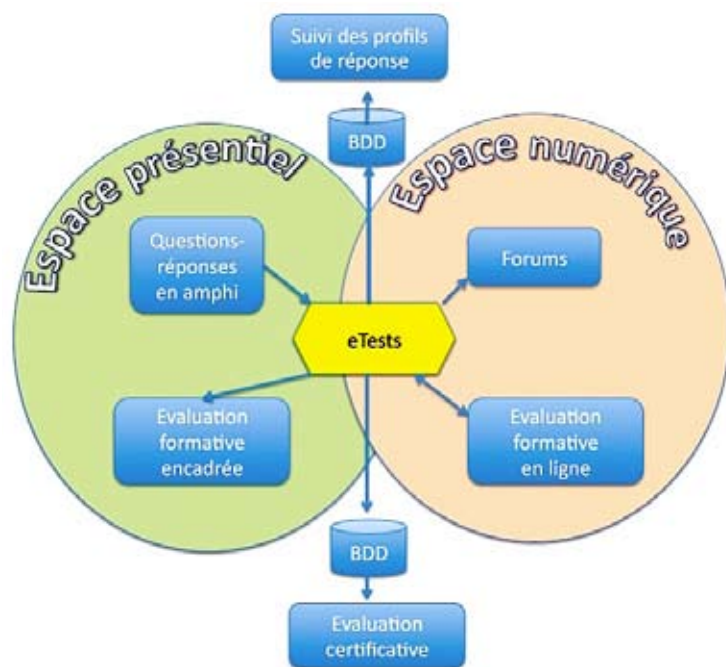 Suivi des profils
de réponse
BDD
Espace présentiel
Espace numérique
Questions-
réponses
en amphi
Forums
eTests
Evaluation
formative
encadrée
Evaluation
formative
en ligne
BDD
Evaluation
certificative